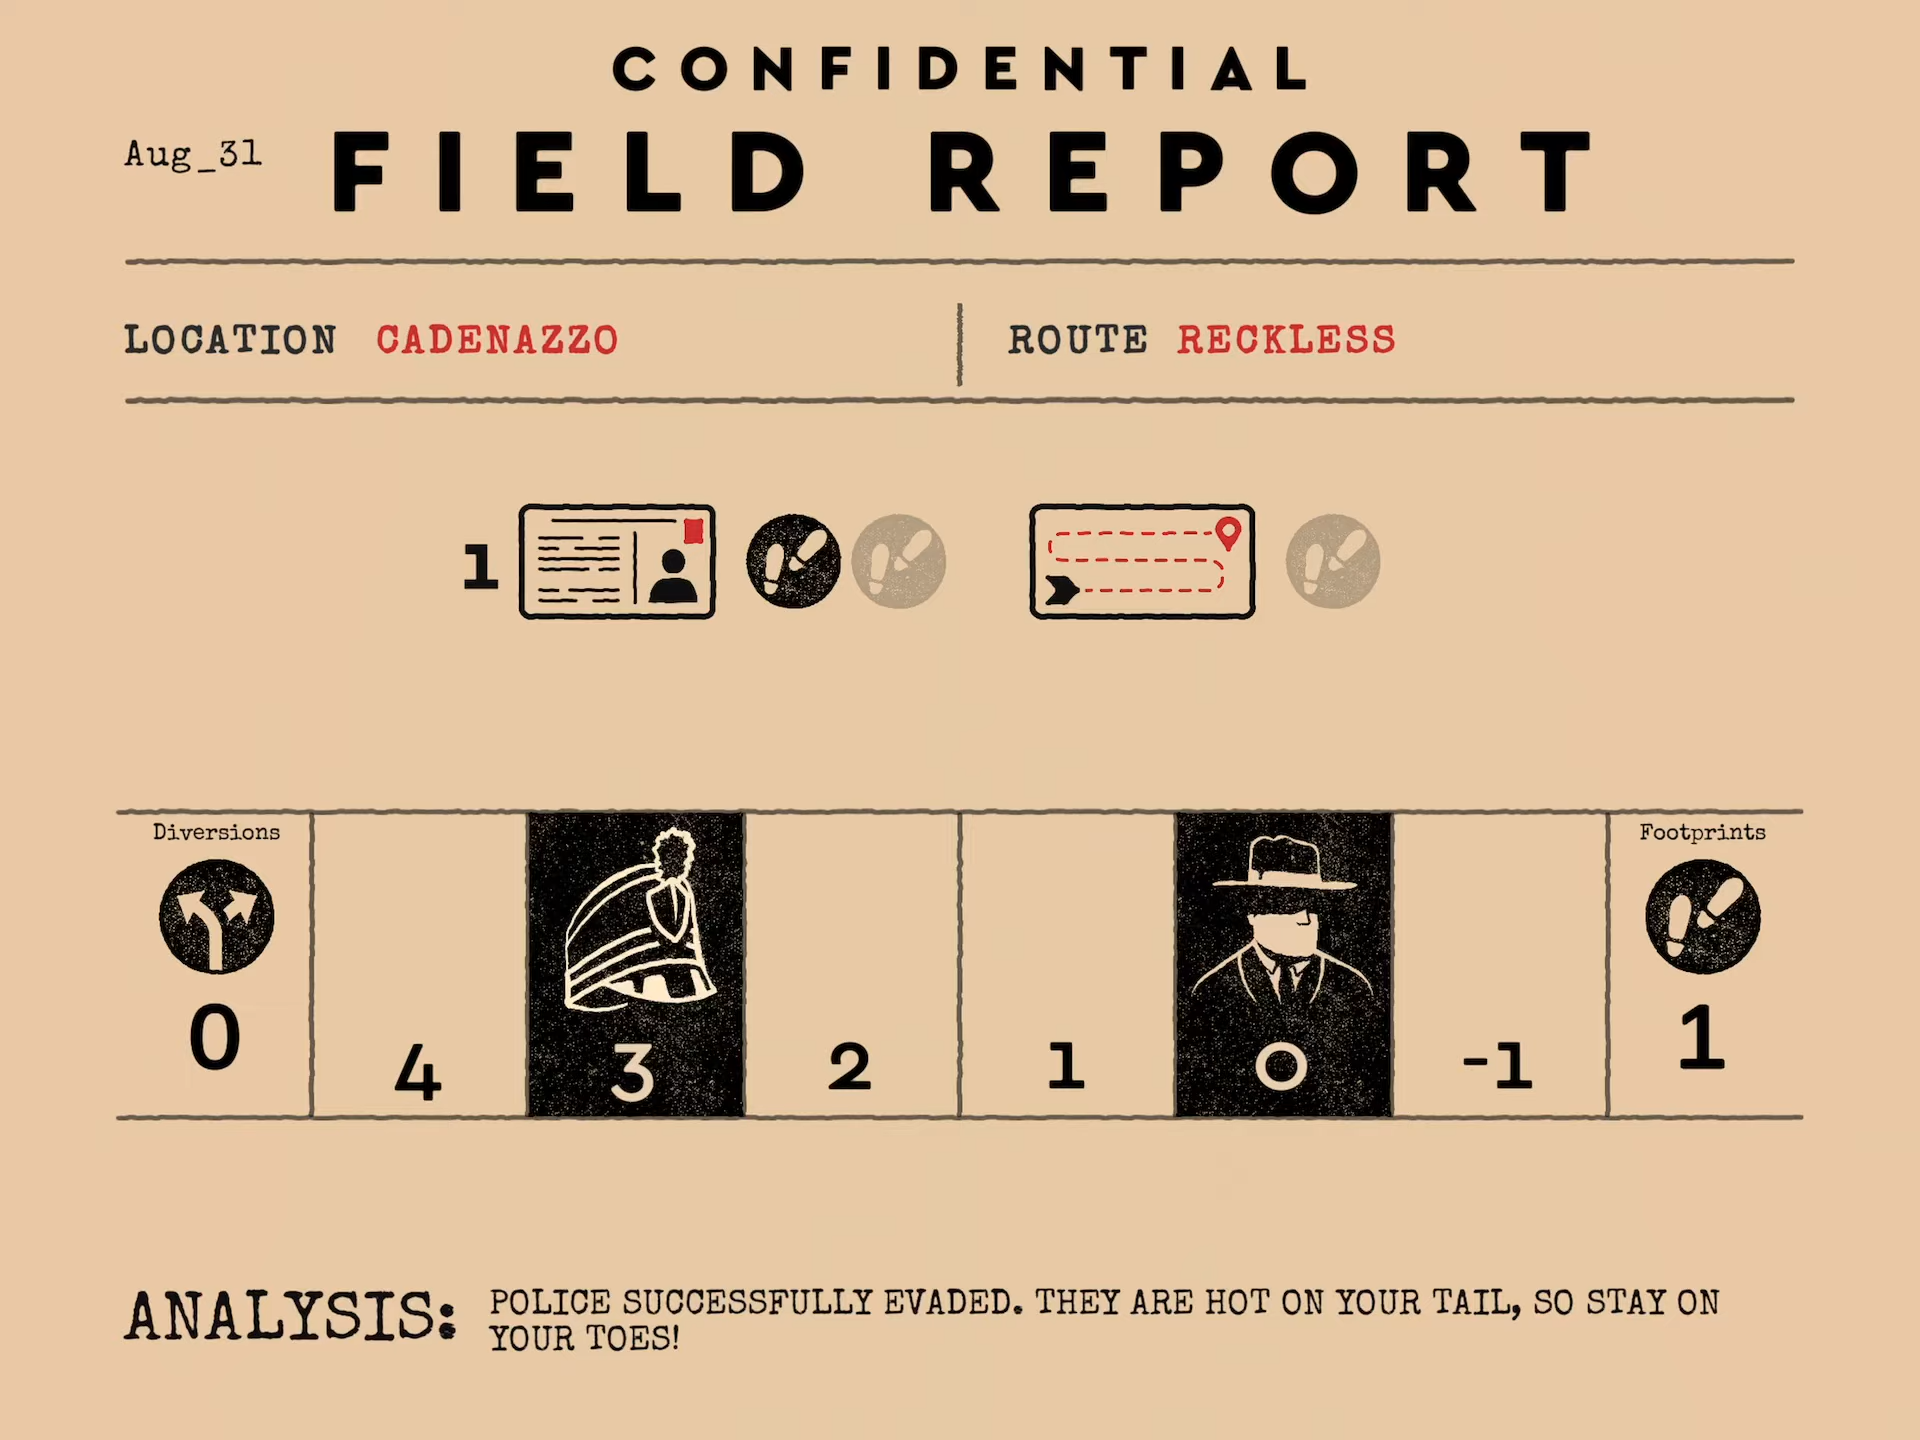 CONFIDENTIAL
Aug_31
FIELD REPORT
LOCATION CADENAZZO
ROUTE RECKLESS
1
Diversions
0
4
3
2
1
0
-1
Footprints
1
ANALYSIS: POLICE SUCCESSFULLY EVADED. THEY ARE HOT ON YOUR TAIL, SO STAY ON
YOUR TOES!